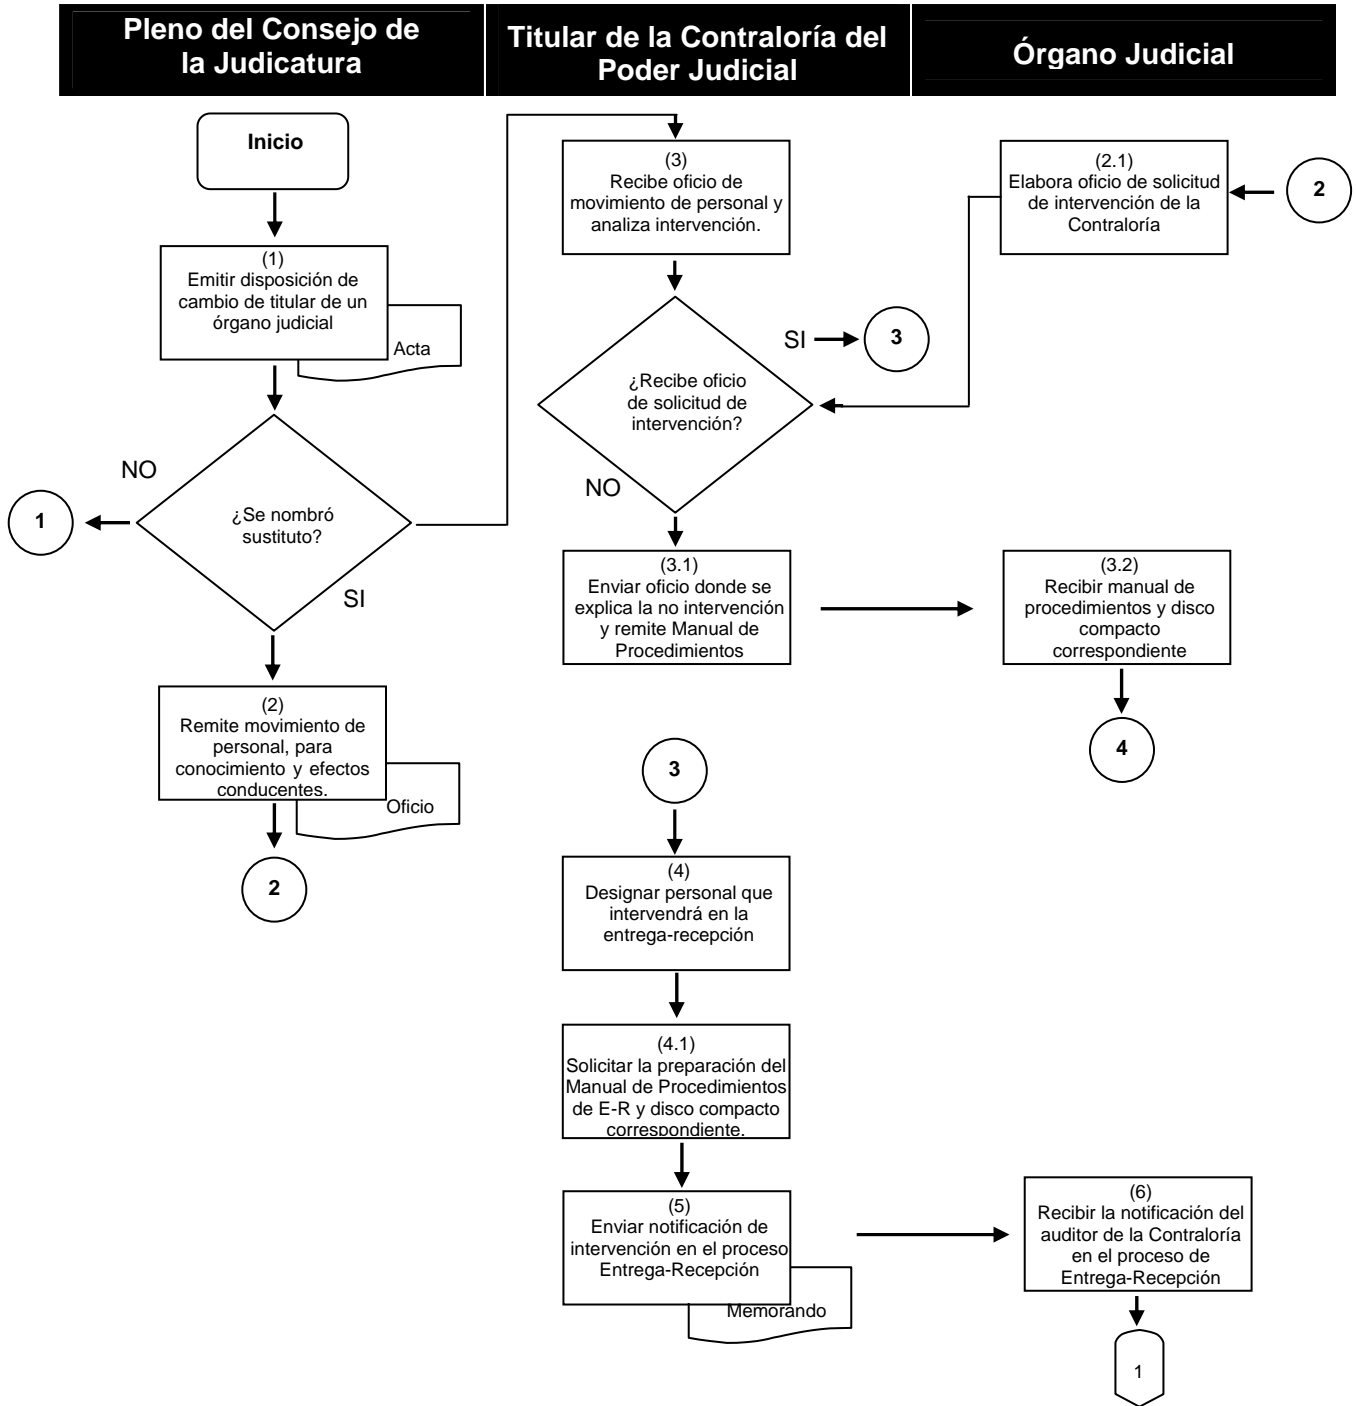 Pleno del Consejo de
la Judicatura
Titular de la Contraloría del
Poder Judicial
Órgano Judicial
Inicio
(1)
Emitir disposición de
cambio de titular de un
órgano judicial
Acta
NO
1
¿Se nombró
sustituto?
SI
(2)
Remite movimiento de
personal, para
conocimiento y efectos
conducentes.
Oficio
2
(3)
Recibe oficio de
movimiento de personal y
analiza intervención.
SI
3
¿Recibe oficio
de solicitud de
intervención?
NO
(3.1)
Enviar oficio donde se
explica la no intervención
y remite Manual de
Procedimientos
3
(4)
Designar personal que
intervendrá en la
entrega-recepción
(4.1)
Solicitar la preparación del
Manual de Procedimientos
de E-R y disco compacto
correspondiente.
(5)
Enviar notificación de
intervención en el proceso
Entrega-Recepción
Memorando
(2.1)
Elabora oficio de solicitud
de intervención de la
Contraloría
2
(3.2)
Recibir manual de
procedimientos y disco
compacto
correspondiente
4
(6)
Recibir la notificación del
auditor de la Contraloría
en el proceso de
Entrega-Recepción
1